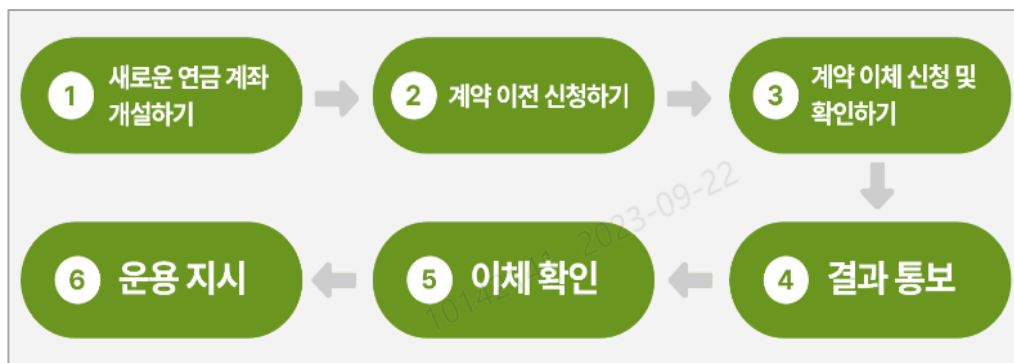 1 새로운 연금 계좌
개설하기
2 계약 이전 신청하기
3 계약 이체 신청 및
확인하기
4 결과 통보
5 이체 확인
6 운용 지시
2023-09-22